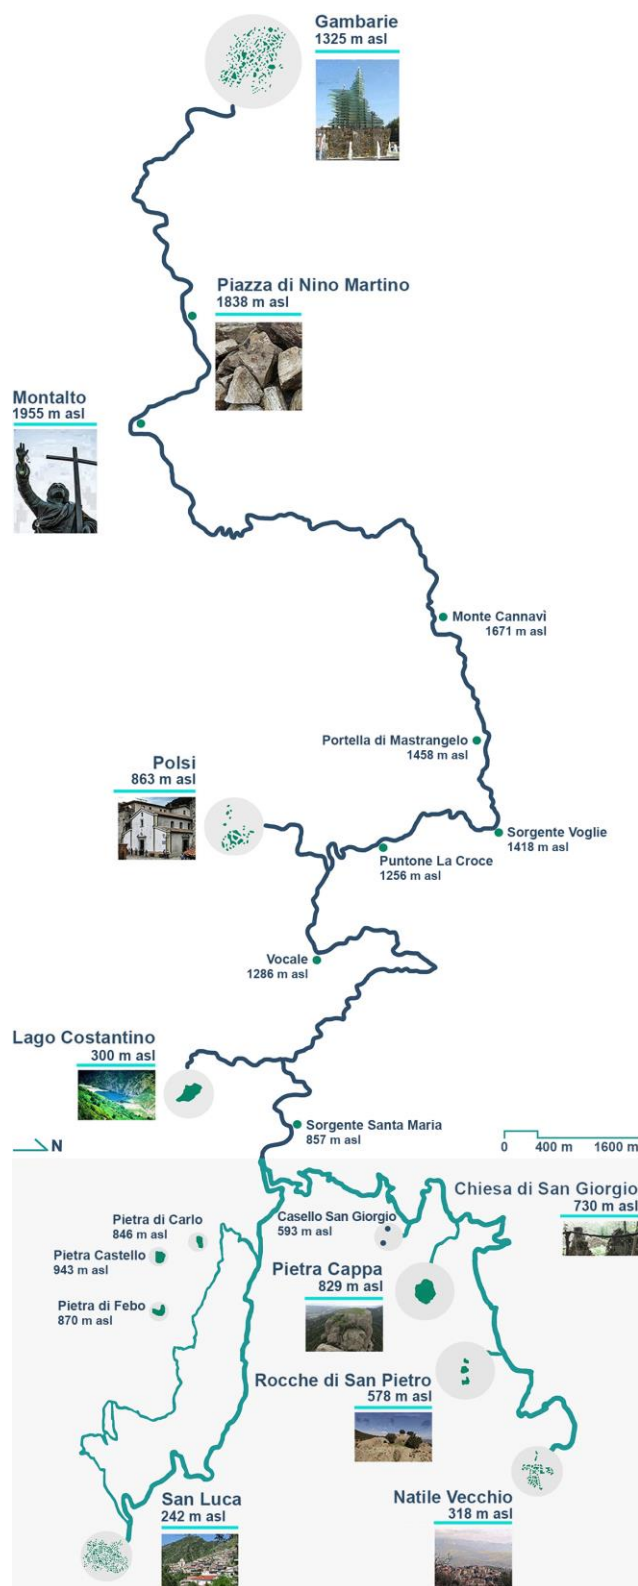 Gambarie
1325 m asl
Piazza di Nino Martino
1838 m asl
Montalto
1955 m asl
Monte Cannavi
1671 m asl
Portella di Mastrangelo
1458 m asl
Polsi
863 m asl
Sorgente Voglie
1418 m asl
Puntone La Croce
1256 m asl
Vocale
1286 m asl
Lago Costantino
300 m asl
Sorgente Santa Maria
857 m asl
N
0 400 m 1600 m
Chiesa di San Giorgio
730 m asl
Pietra di Carlo
846 m asl
Casello San Giorgio
593 m asl
Pietra Castello
943 m asl
Pietra Cappa
829 m asl
Pietra di Febo
870 m asl
Rocche di San Pietro
578 m asl
San Luca
242 m asl
Natile Vecchio
318 m asl